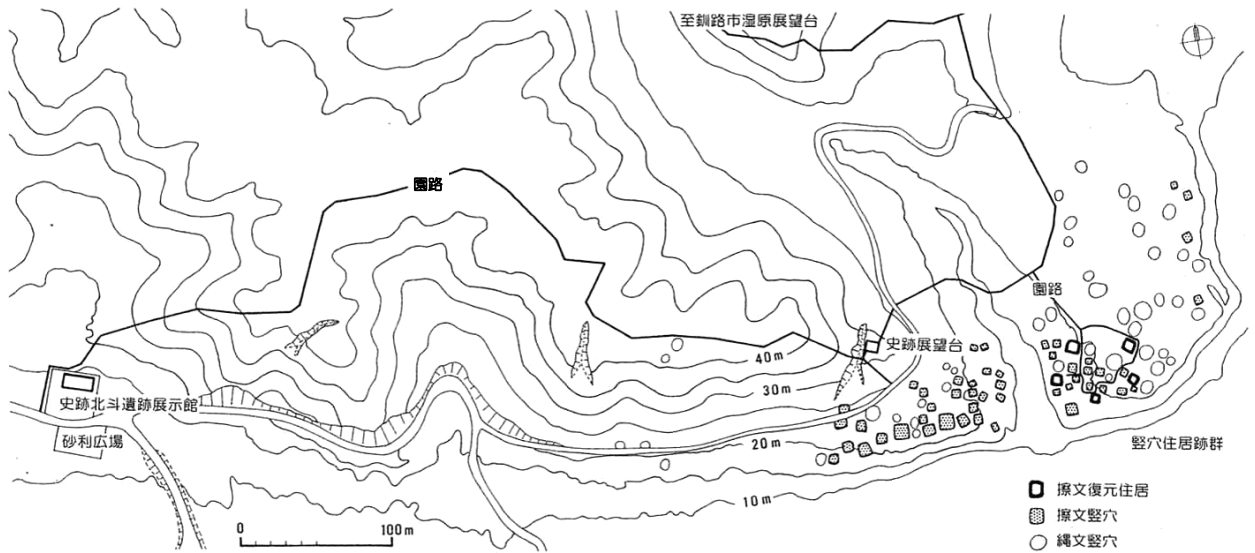 至釧路市湿原展望台
園路
園路
史跡展望台
40m
30m
史跡北斗遺跡展示館
砂利広場
20m
竪穴住居跡群
10m
擦文復元住居
擦文竪穴
縄文竪穴
0 100m